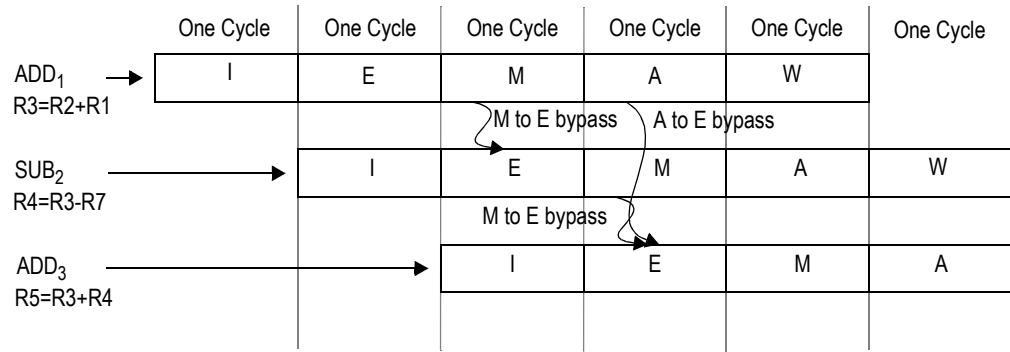 One Cycle One Cycle One Cycle One Cycle One Cycle One Cycle
ADD1 I E M A W
R3=R2+R1
M to E bypass A to E bypass
SUB2 I E M A W
R4=R3-R7
M to E bypass
ADD3 I E M A
R5=R3+R4